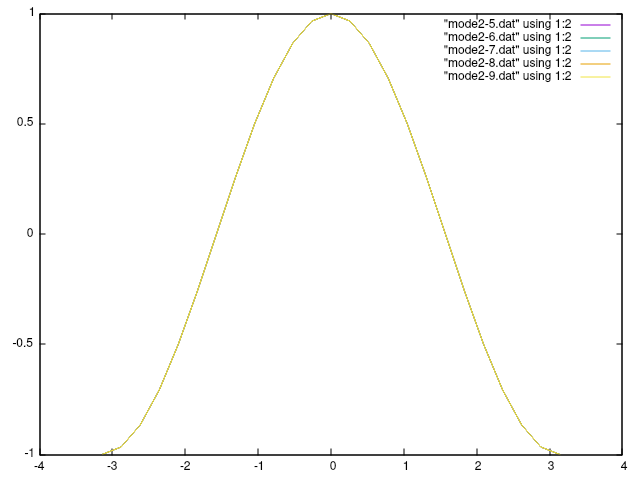 1
0.5
0
-0.5
-1
-4
-3
-2
-1
0
1
2
3
4
"mode2-5.dat" using 1:2
"mode2-6.dat" using 1:2
"mode2-7.dat" using 1:2
"mode2-8.dat" using 1:2
"mode2-9.dat" using 1:2